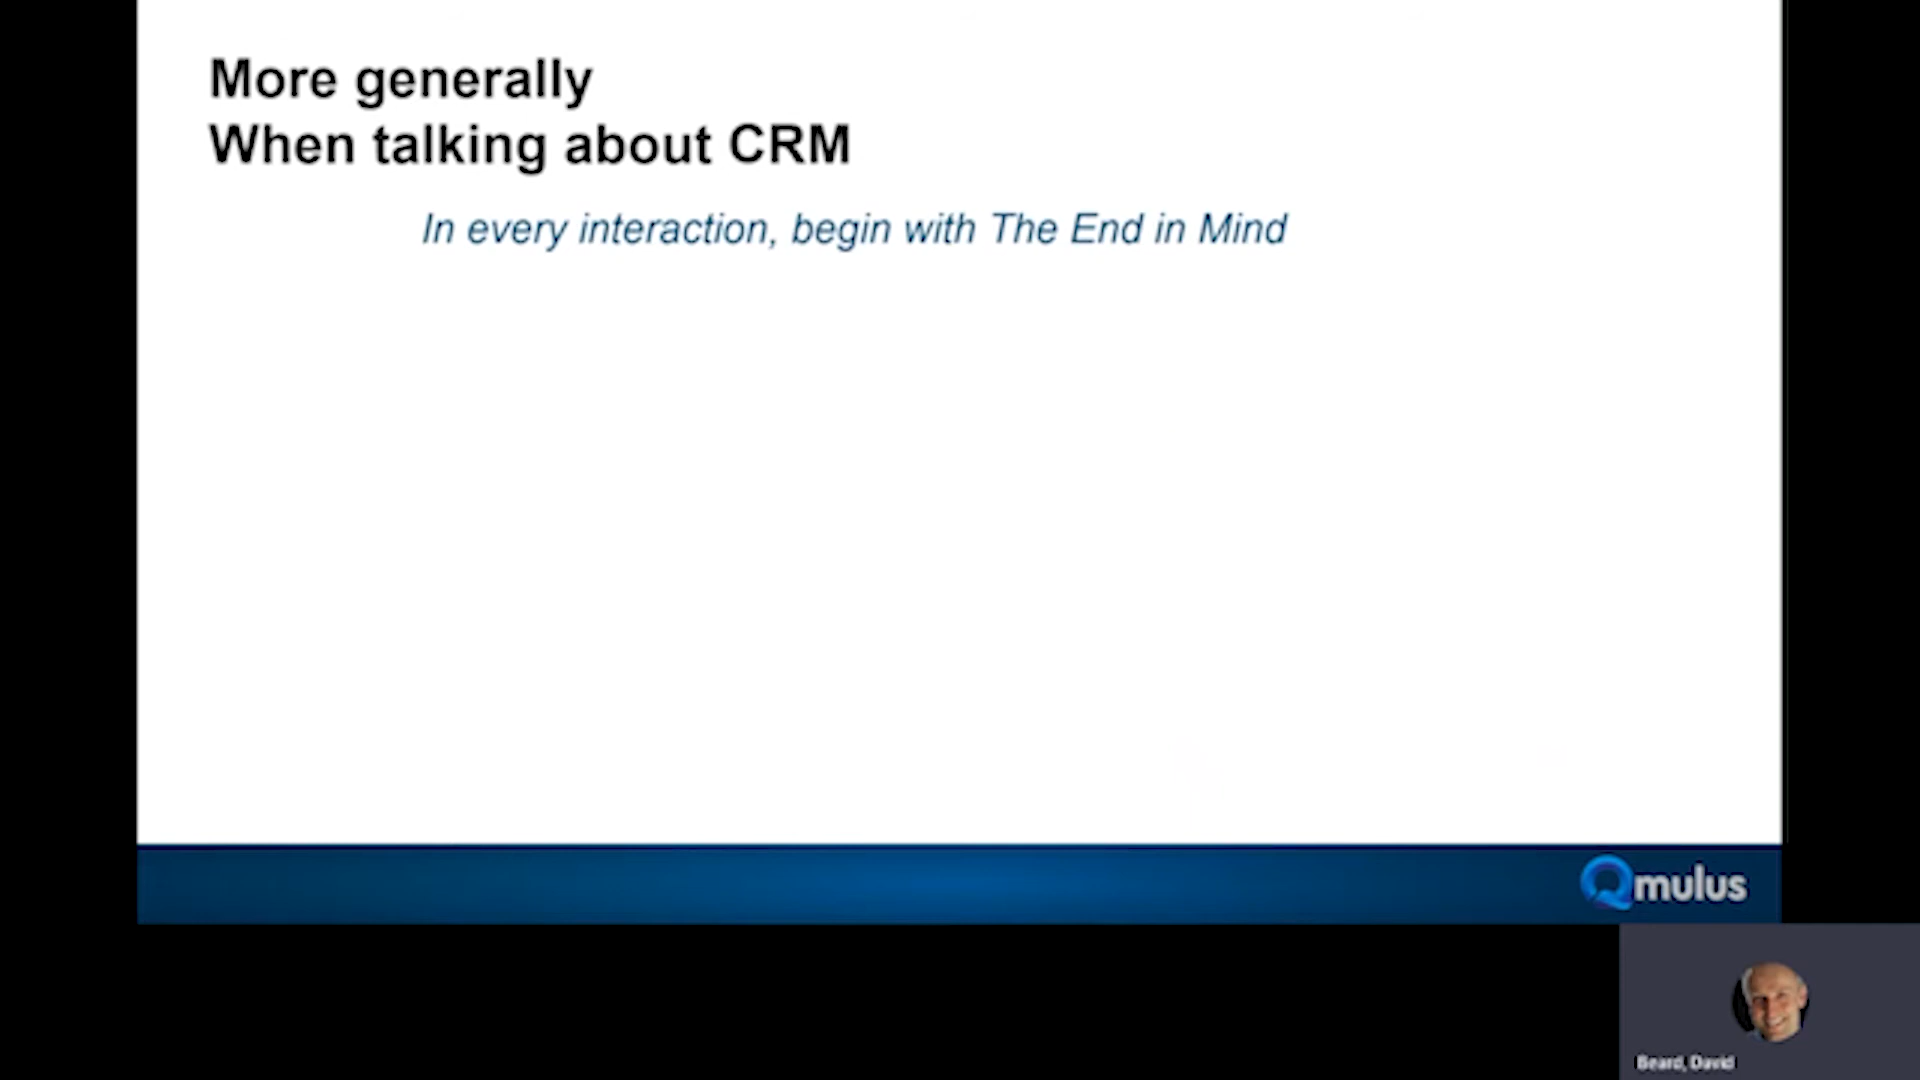 More generally
When talking about CRM
In every interaction, begin with The End in Mind
Qmulus
Beard, David